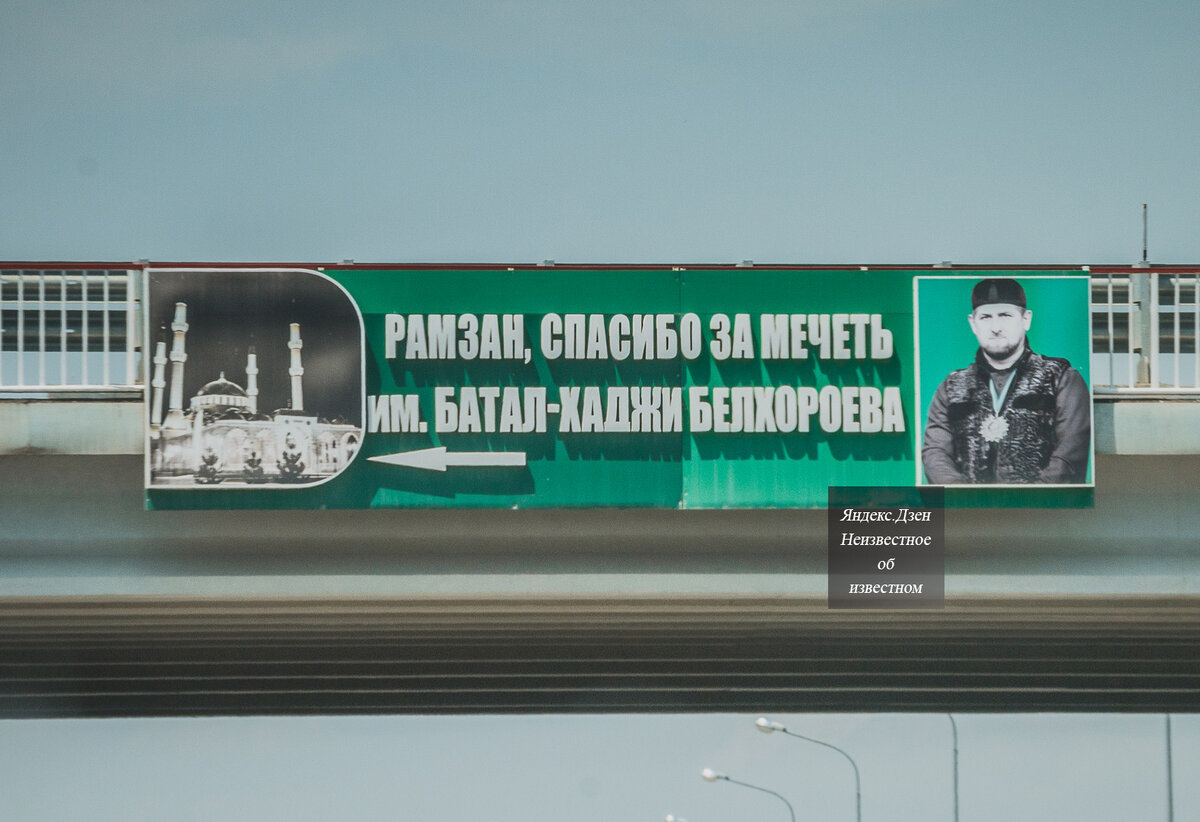 РАМЗАН, СПАСИБО ЗА МЕЧЕТЬ
ИМ. БАТАЛ-ХАДЖИ БЕЛХОРОЕВА
Яндекс.Дзен
Неизвестное
об
известном